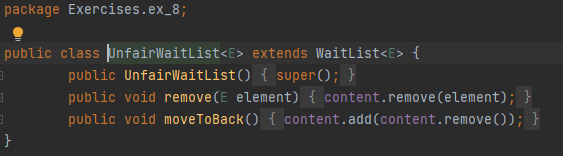 package Exercises.ex_8;
public class UnfairWaitList<E> extends WaitList<E> {
public UnfairWaitList() { super(); }
public void remove(E element) { content.remove(element); }
public void moveToBack() { content.add(content.remove()); }
}